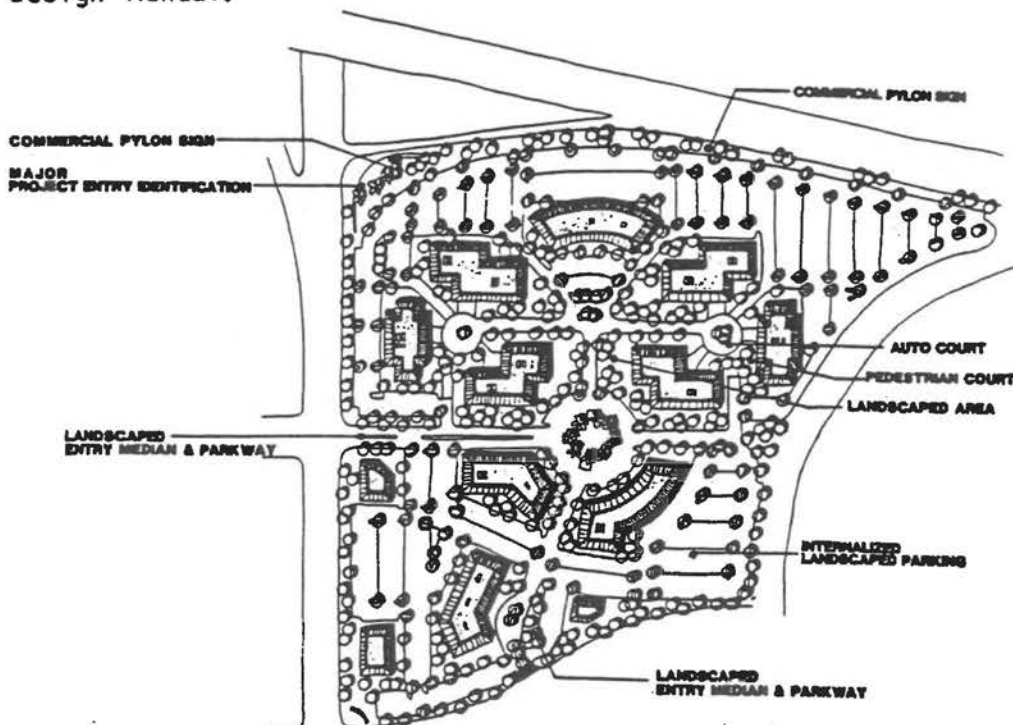 COMMERCIAL PYLON SIGN
COMMERCIAL PYLON SIGN
MAJOR
PROJECT ENTRY IDENTIFICATION
AUTO COURT
PEDESTRIAN COURT
LANDSCAPED AREA
LANDSCAPED
ENTRY MEDIAN & PARKWAY
INTERNALIZED
LANDSCAPED PARKING
LANDSCAPED
ENTRY MEDIAN & PARKWAY